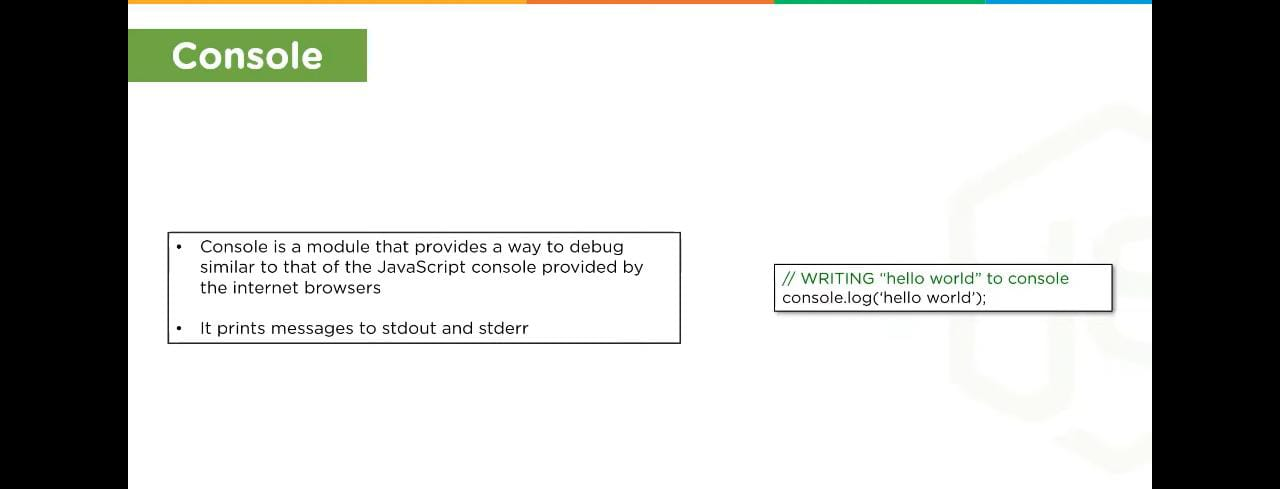 Console
• Console is a module that provides a way to debug
similar to that of the JavaScript console provided by
the internet browsers
• It prints messages to stdout and stderr
// WRITING “hello world” to console
console.log(‘hello world’);
JS